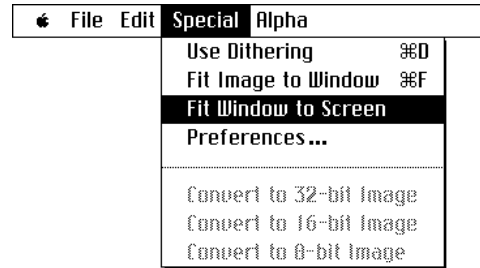 File Edit Special Alpha
Use Dithering ⌘D
Fit Image to Window ⌘F
Fit Window to Screen
Preferences...
Convert to 32-bit Image
Convert to 16-bit Image
Convert to 8-bit Image